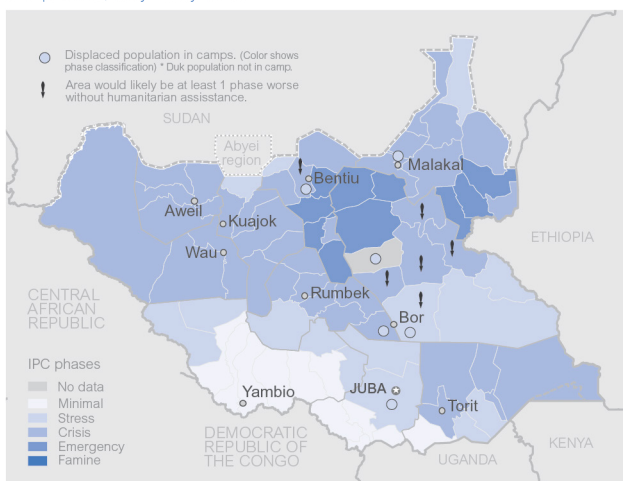 Displaced population in camps. (Color shows
phase classification) * Duk population not in camp.
Area would likely be at least 1 phase worse
without humanitarian assisstance.
SUDAN
Abyei
region
Bentiu
Malakal
Aweil
Kuajok
ETHIOPIA
Wau
CENTRAL
AFRICAN
REPUBLIC
Rumbek
Bor
IPC phases
No data
Minimal
Stress
Crisis
Emergency
Famine
JUBA
Yambio
Torit
DEMOCRATIC
REPUBLIC OF
THE CONGO
UGANDA
KENYA